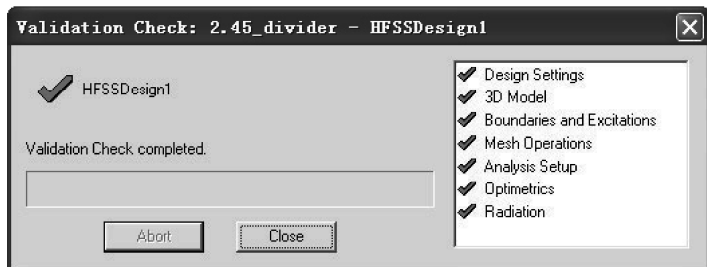 Validation Check: 2.45_divider - HFSSDesign1
HFSSDesign1
Validation Check completed.
Abort
Close
Design Settings
3D Model
Boundaries and Excitations
Mesh Operations
Analysis Setup
Optimetrics
Radiation